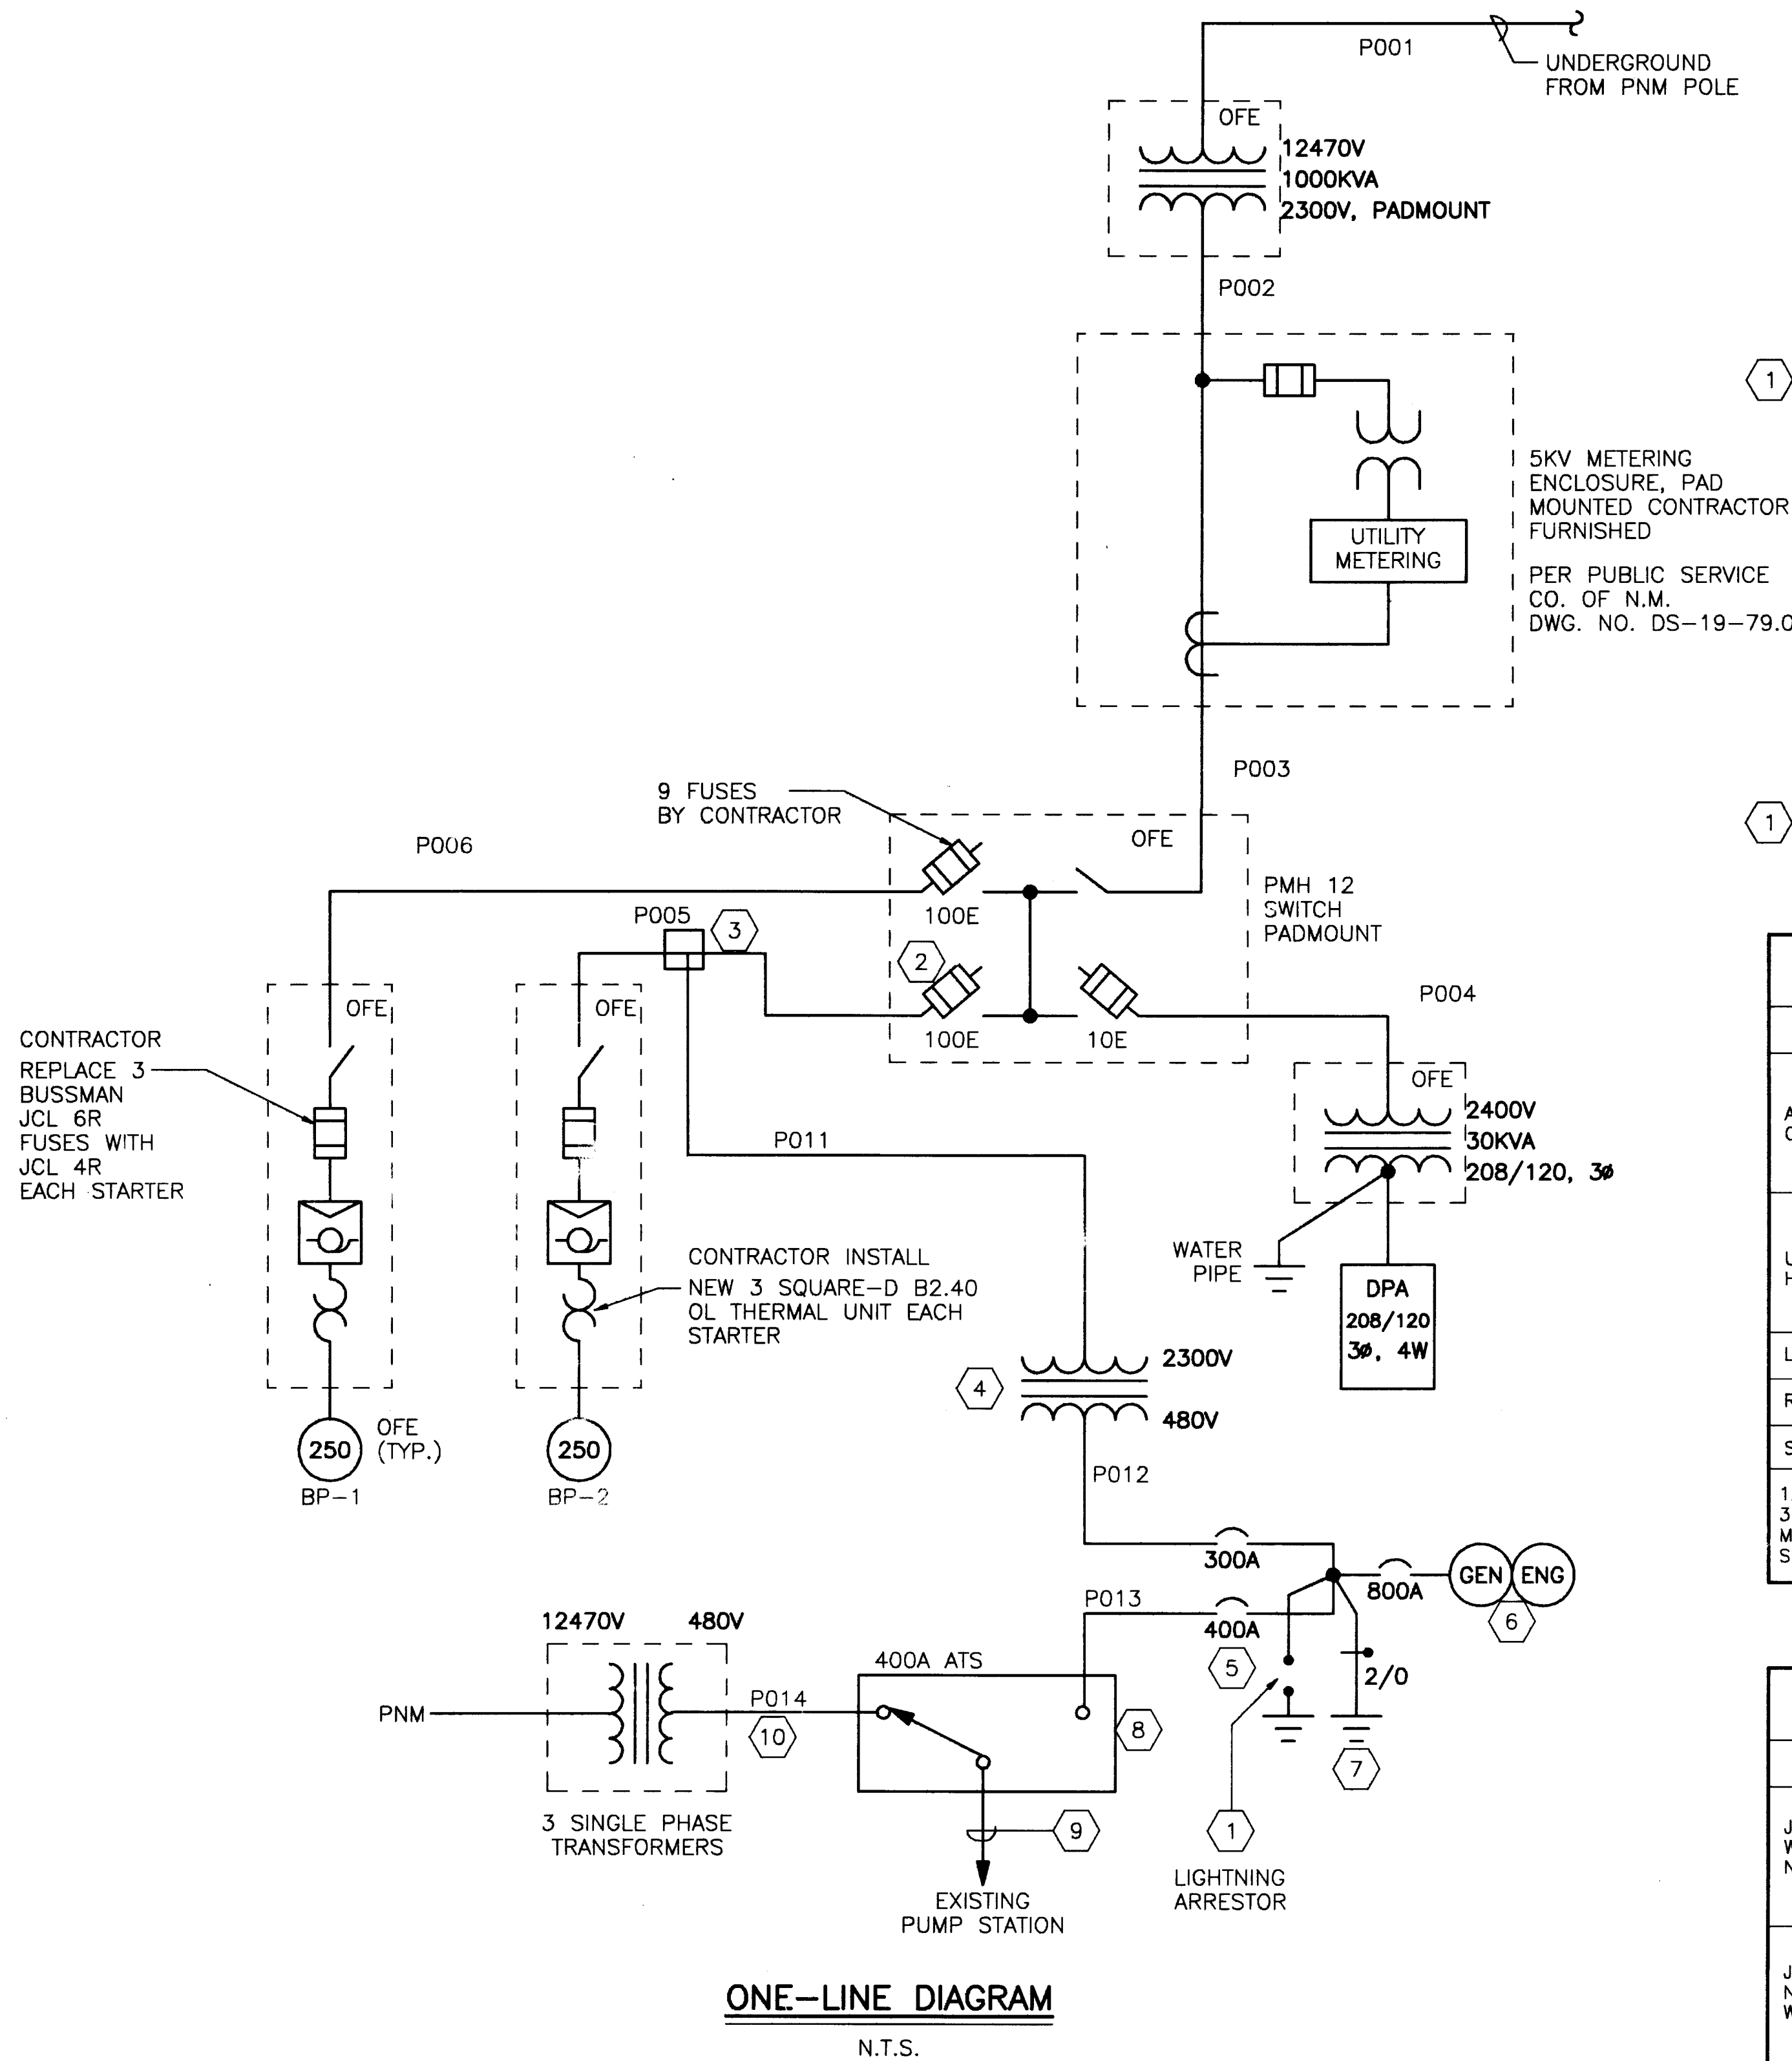 P001
UNDERGROUND
FROM PNM POLE
OFE
12470V
1000KVA
2300V, PADMOUNT
P002
1
5KV METERING
ENCLOSURE, PAD
MOUNTED CONTRACTOR
FURNISHED
UTILITY
METERING
PER PUBLIC SERVICE
CO. OF N.M.
DWG. NO. DS-19-79.0
P003
9 FUSES
BY CONTRACTOR
1
OFE
P006
PMH 12
SWITCH
PADMOUNT
100E
P005
3
2
100E
10E
P004
OFE
OFE
CONTRACTOR
REPLACE 3
BUSSMAN
JCL 6R
FUSES WITH
JCL 4R
EACH STARTER
OFE
2400V
30KVA
208/120, 3ø
P011
WATER
PIPE
DPA
208/120
3ø, 4W
CONTRACTOR INSTALL
NEW 3 SQUARE-D B2.40
OL THERMAL UNIT EACH
STARTER
2300V
4
480V
250
OFE
(TYP.)
BP-1
250
BP-2
P012
300A
GEN
ENG
800A
6
P013
400A
5
2/0
7
12470V
480V
400A ATS
PNM
P014
10
8
3 SINGLE PHASE
TRANSFORMERS
9
1
LIGHTNING
ARRESTOR
EXISTING
PUMP STATION
ONE-LINE DIAGRAM
N.T.S.